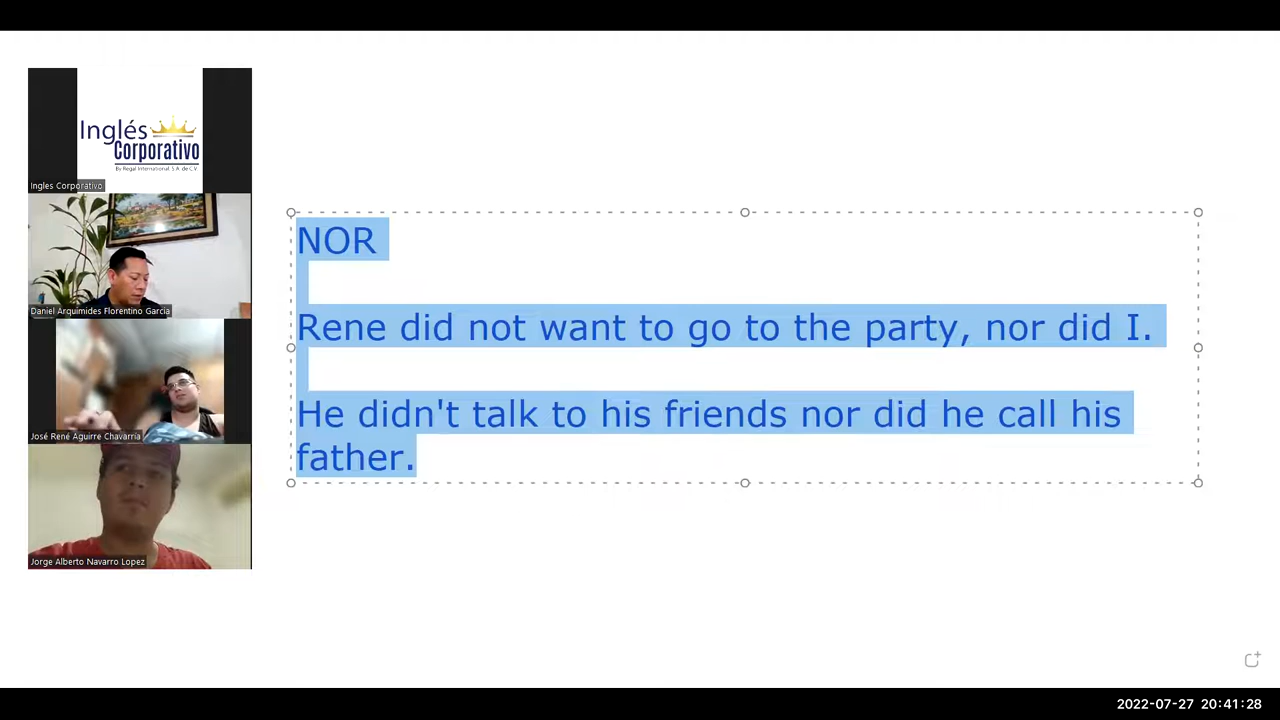 Inglés
Corporativo
By Regal International, S.A. de C.V.
Ingles Corporativo
Daniel Arquimides Florentino Garcia
José René Aguirre Chavarria
Jorge Alberto Navarro Lopez
NOR
Rene did not want to go to the party, nor did I.
He didn't talk to his friends nor did he call his
father.
2022-07-27 20:41:28